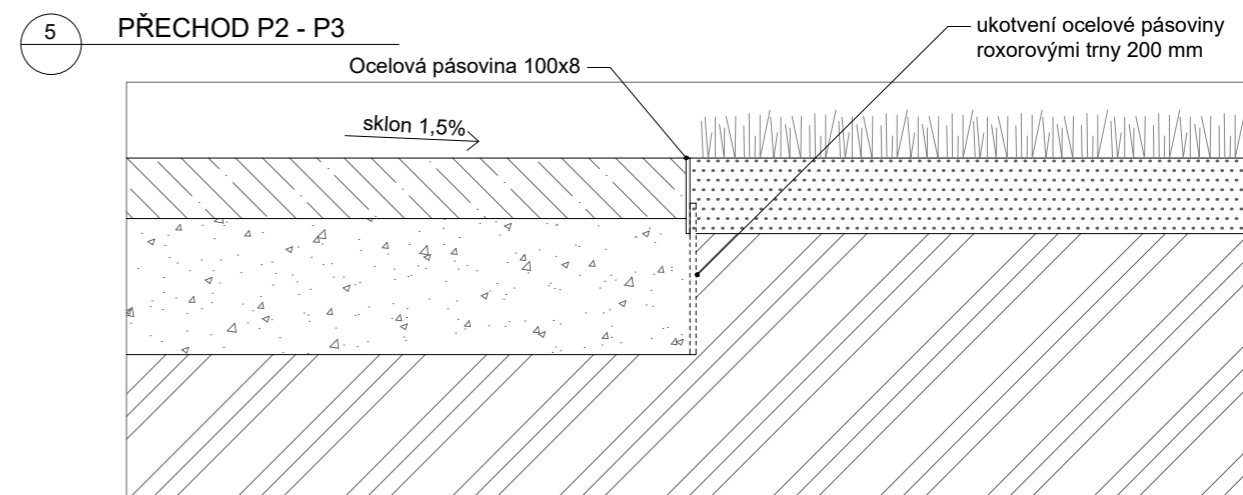 5
PŘECHOD P2 - P3
ukotvení ocelové pásoviny
roxorovými trny 200 mm
Ocelová pásovina 100x8
sklon 1,5%